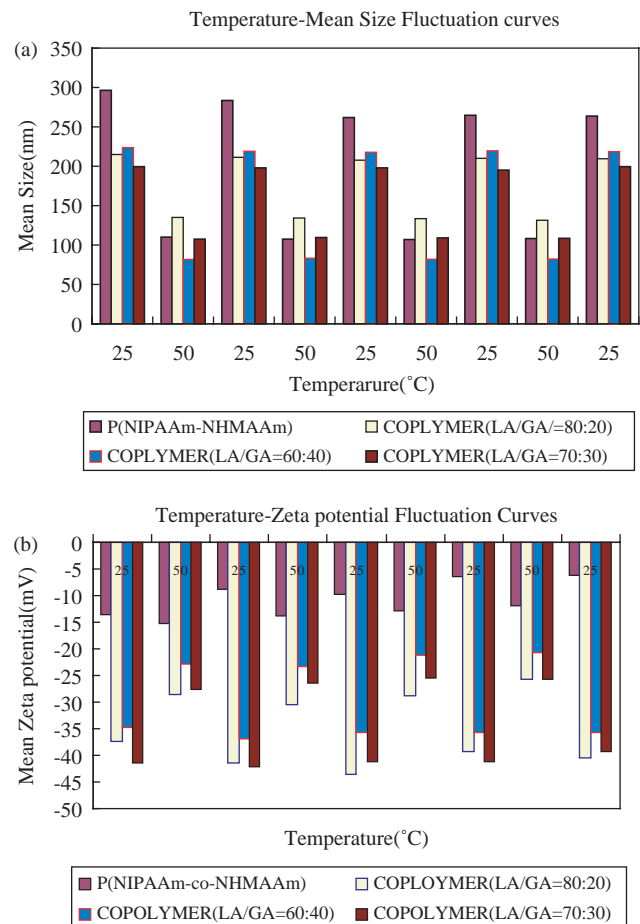 Temperature-Mean Size Fluctuation curves
(a)
350
300
250
200
150
100
50
0
Mean Size(nm)
25 50 25 50 25 50 25 50 25
Temperarure(°C)
P(NIPAAm-NHMAAm) COPLYMER(LA/GA/=80:20)
COPLYMER(LA/GA=60:40) COPLYMER(LA/GA=70:30)
Temperature-Zeta potential Fluctuation Curves
(b)
0
-5
-10
-15
-20
-25
-30
-35
-40
-45
-50
Mean Zeta potential(mV)
25 50 25 50 25 50 25 50 25
Temperature(°C)
P(NIPAAm-co-NHMAAm) COPLOYMER(LA/GA=80:20)
COPOLYMER(LA/GA=60:40) COPOLYMER(LA/GA=70:30)